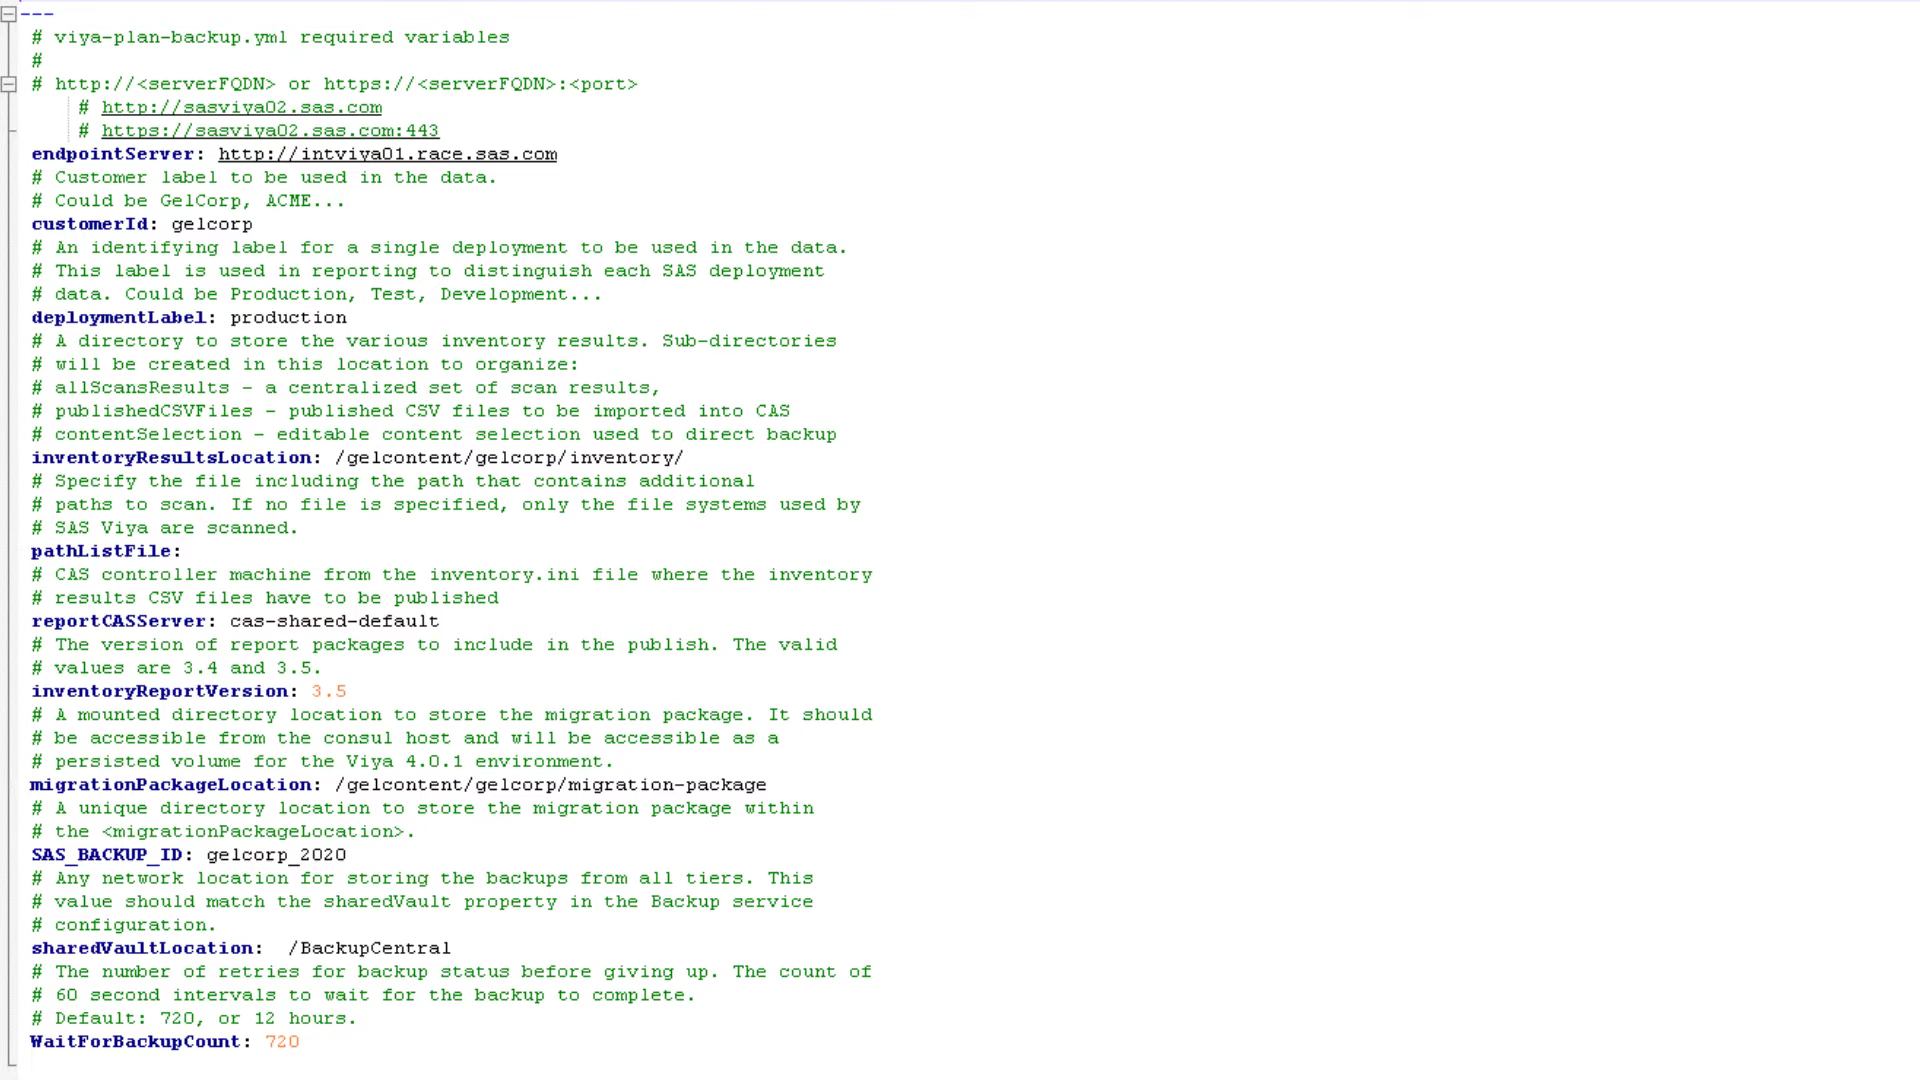 ---
# viya-plan-backup.yml required variables
#
# http://<serverFQDN> or https://<serverFQDN>:<port>
# http://sasviya02.sas.com
# https://sasviya02.sas.com:443
endpointServer: http://intviya01.race.sas.com
# Customer label to be used in the data.
# Could be GelCorp, ACME...
customerId: gelcorp
# An identifying label for a single deployment to be used in the data.
# This label is used in reporting to distinguish each SAS deployment
# data. Could be Production, Test, Development...
deploymentLabel: production
# A directory to store the various inventory results. Sub-directories
# will be created in this location to organize:
# allScansResults - a centralized set of scan results,
# publishedCSVFiles - published CSV files to be imported into CAS
# contentSelection - editable content selection used to direct backup
inventoryResultsLocation: /gelcontent/gelcorp/inventory/
# Specify the file including the path that contains additional
# paths to scan. If no file is specified, only the file systems used by
# SAS Viya are scanned.
pathListFile:
# CAS controller machine from the inventory.ini file where the inventory
# results CSV files have to be published
reportCASServer: cas-shared-default
# The version of report packages to include in the publish. The valid
# values are 3.4 and 3.5.
inventoryReportVersion: 3.5
# A mounted directory location to store the migration package. It should
# be accessible from the consul host and will be accessible as a
# persisted volume for the Viya 4.0.1 environment.
migrationPackageLocation: /gelcontent/gelcorp/migration-package
# A unique directory location to store the migration package within
# the <migrationPackageLocation>.
SAS_BACKUP_ID: gelcorp_2020
# Any network location for storing the backups from all tiers. This
# value should match the sharedVault property in the Backup service
# configuration.
sharedVaultLocation:  /BackupCentral
# The number of retries for backup status before giving up. The count of
# 60 second intervals to wait for the backup to complete.
# Default: 720, or 12 hours.
WaitForBackupCount: 720